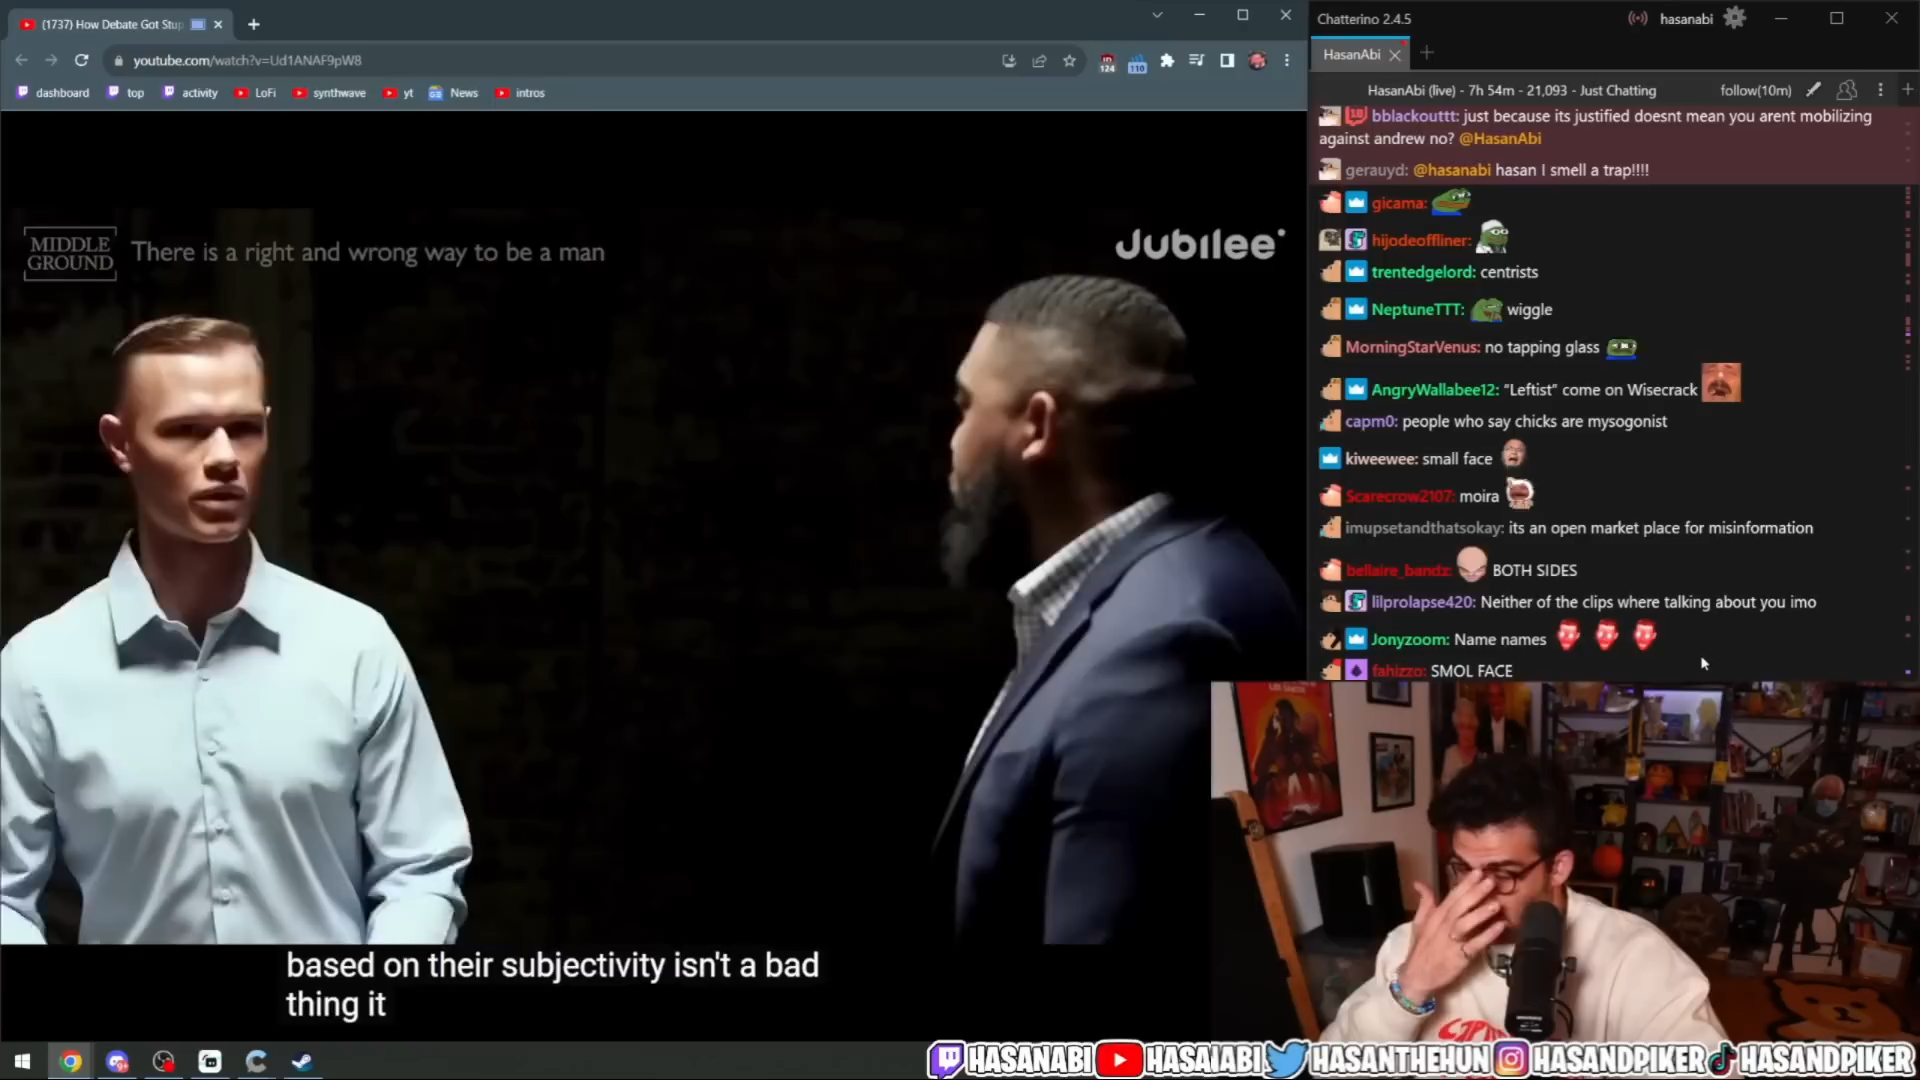 (1737) How Debate Got Stup
youtube.com/watch?v=Ud1ANAF9pW8
124
110
dashboard
top
activity
LoFi
synthwave
yt
News
intros
MIDDLE
GROUND
There is a right and wrong way to be a man
Jubilee
based on their subjectivity isn't a bad
thing it
Chatterino 2.4.5
hasanabi
HasanAbi
HasanAbi (live) - 7h 54m - 21,093 - Just Chatting
follow(10m)
bblackouttt: just because its justified doesnt mean you arent mobilizing
against andrew no? @HasanAbi
gerauyd: @hasanabi hasan I smell a trap!!!!
gicama:
hijodeoffliner:
trentedgelord: centrists
NeptuneTTT: wiggle
MorningStarVenus: no tapping glass
AngryWallabee12: “Leftist” come on Wisecrack
capm0: people who say chicks are mysogonist
kiweewee: small face
Scarecrow2107: moira
imupsetandthatsokay: its an open market place for misinformation
bellaire_bandz: BOTH SIDES
lilprolapse420: Neither of the clips where talking about you imo
Jonyzoom: Name names
fahizzo: SMOL FACE
HASANABI HASANABI HASANTHEHUN HASANDPIKER HASANDPIKER